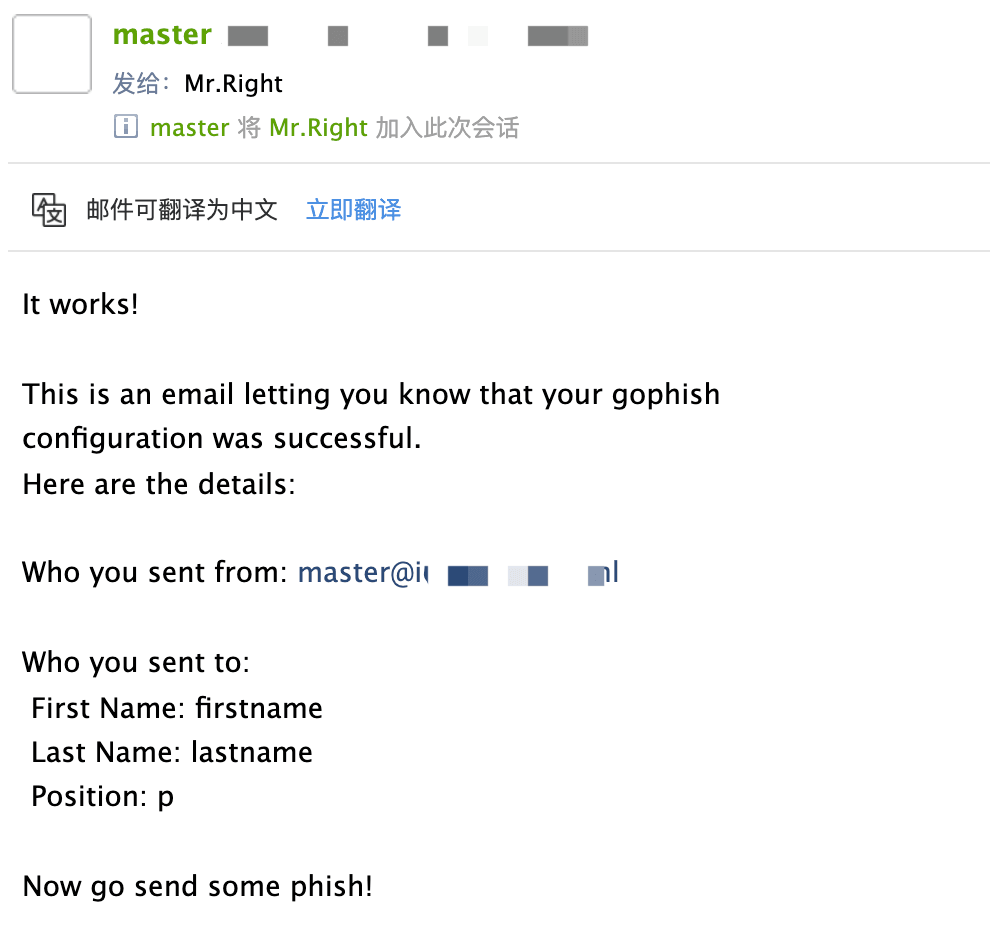 master
发给: Mr.Right
master 将 Mr.Right 加入此次会话
邮件可翻译为中文 立即翻译
It works!
This is an email letting you know that your gophish
configuration was successful.
Here are the details:
Who you sent from: master@i
Who you sent to:
First Name: firstname
Last Name: lastname
Position: p
Now go send some phish!